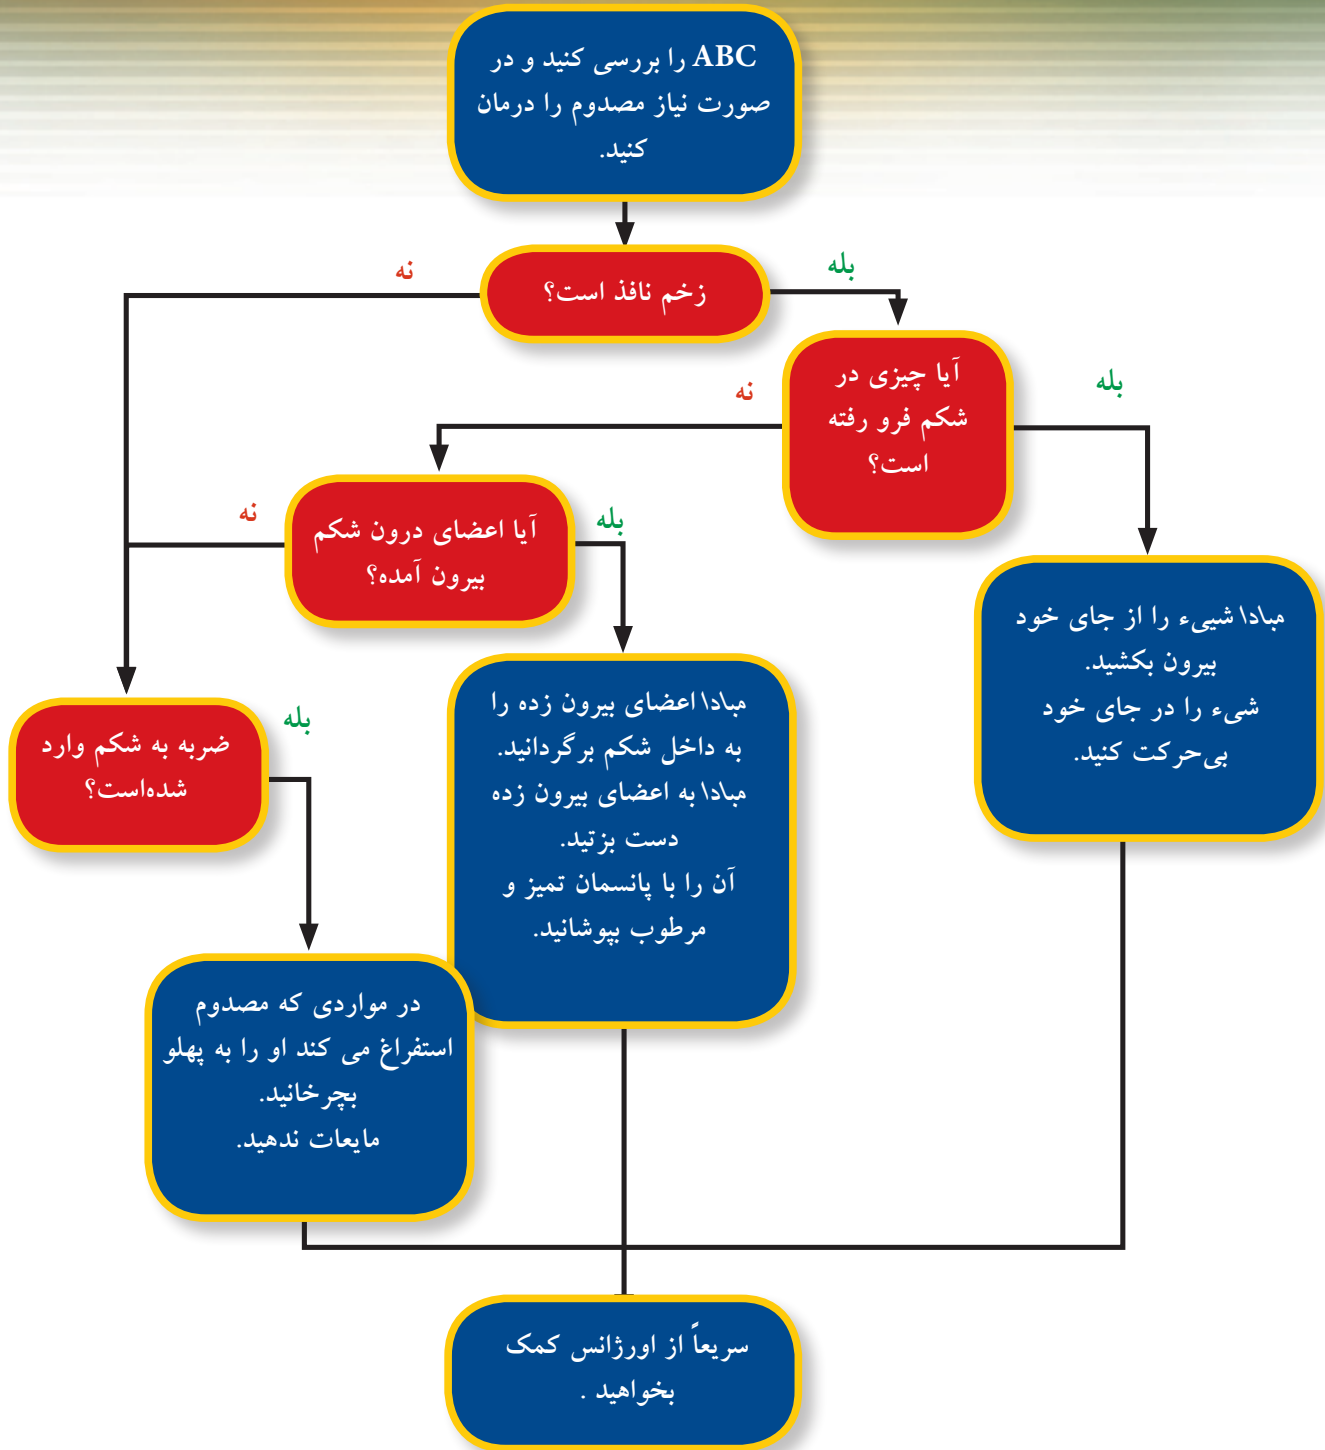 ABC را بررسی کنید و در
صورت نیاز مصدوم را درمان
کنید.
زخم نافذ است؟
بله
نه
آیا چیزی در
شکم فرو رفته
است؟
بله
نه
آیا اعضای درون شکم
بیرون آمده؟
بله
نه
مبادا شییء را از جای خود
بیرون بکشید.
شیء را در جای خود
بی‌حرکت کنید.
مبادا اعضای بیرون زده را
به داخل شکم برگردانید.
مبادا به اعضای بیرون زده
دست بزتید.
آن را با پانسمان تمیز و
مرطوب بپوشانید.
ضربه به شکم وارد
شده‌است؟
بله
در مواردی که مصدوم
استفراغ می کند او را به پهلو
بچرخانید.
مایعات ندهید.
سریعاً از اورژانس کمک
بخواهید .